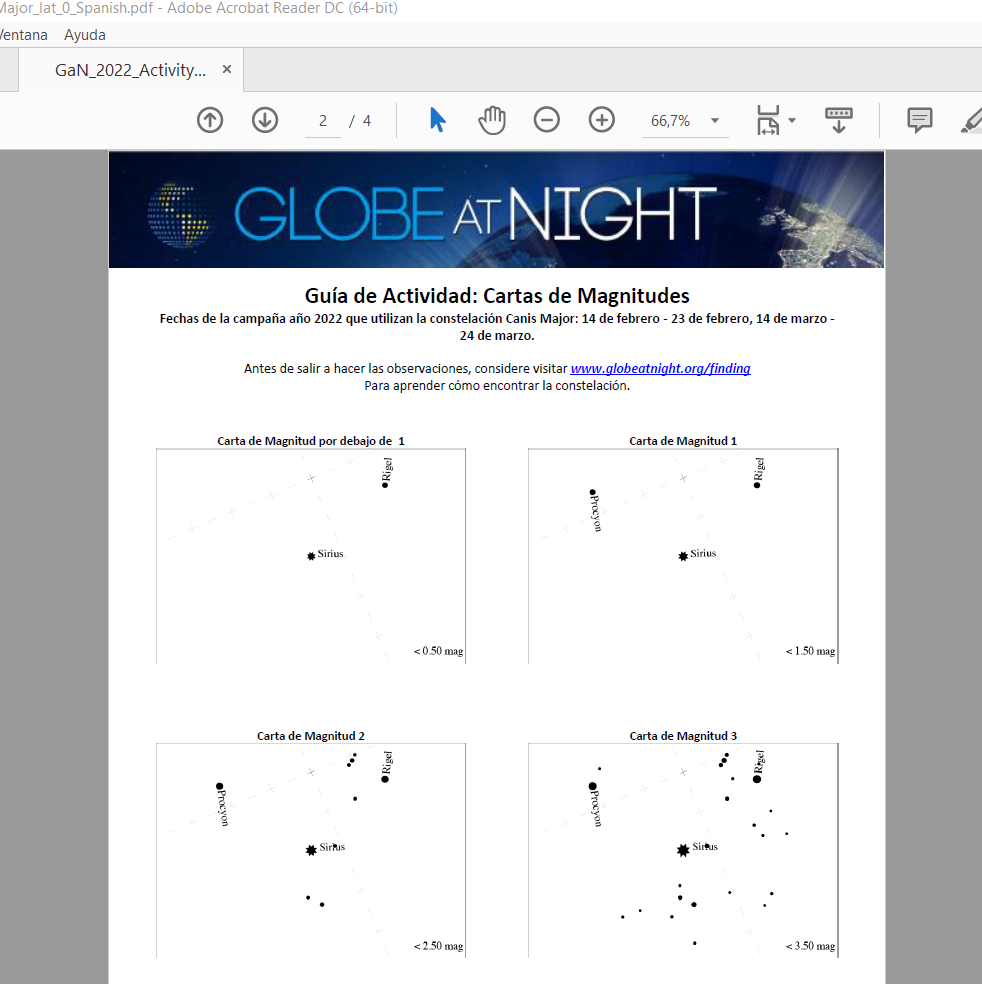 Major_lat_0_Spanish.pdf - Adobe Acrobat Reader DC (64-bit)
Ventana Ayuda
GaN_2022_Activity... ×
2 / 4 66,7%
GLOBE AT NIGHT
Guía de Actividad: Cartas de Magnitudes
Fechas de la campaña año 2022 que utilizan la constelación Canis Major: 14 de febrero - 23 de febrero, 14 de marzo -
24 de marzo.
Antes de salir a hacer las observaciones, considere visitar www.globeatnight.org/finding
Para aprender cómo encontrar la constelación.
Carta de Magnitud por debajo de 1
Rigel
Sirius
< 0.50 mag
Carta de Magnitud 1
Rigel
Procyon
Sirius
< 1.50 mag
Carta de Magnitud 2
Rigel
Procyon
Sirius
< 2.50 mag
Carta de Magnitud 3
Rigel
Procyon
Sirius
< 3.50 mag